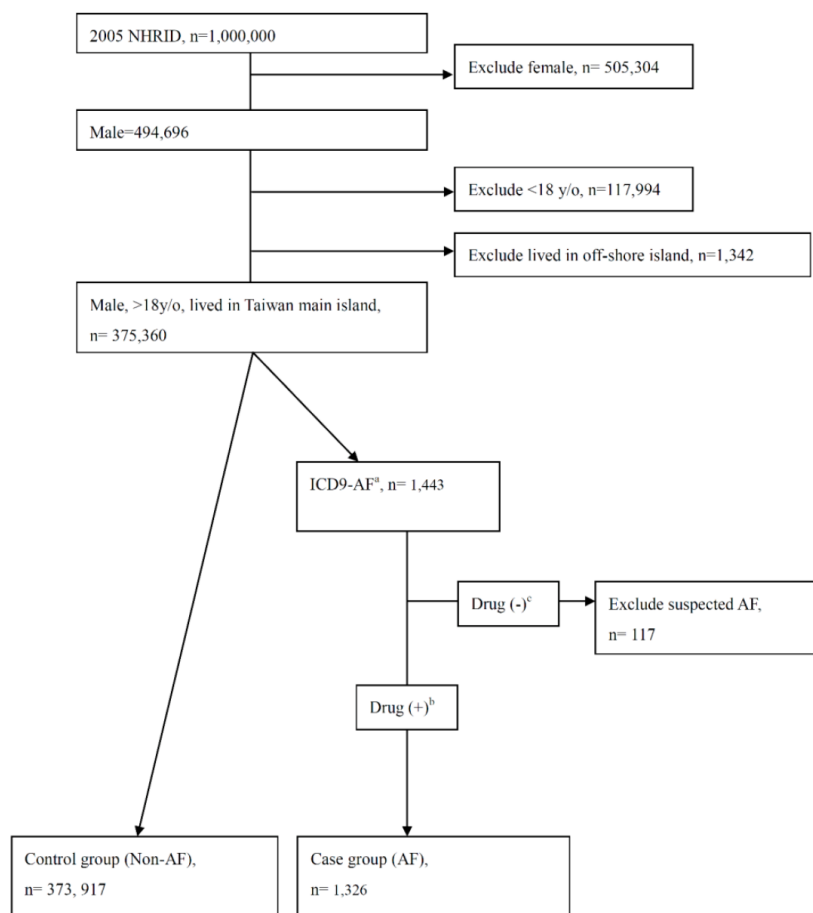 2005 NHRID, n=1,000,000
Exclude female, n= 505,304
Male=494,696
Exclude <18 y/o, n=117,994
Exclude lived in off-shore island, n=1,342
Male, >18y/o, lived in Taiwan main island,
n= 375,360
ICD9-AFᵃ, n= 1,443
Drug (-)ᶜ
Exclude suspected AF,
n= 117
Drug (+)ᵇ
Control group (Non-AF),
n= 373, 917
Case group (AF),
n= 1,326